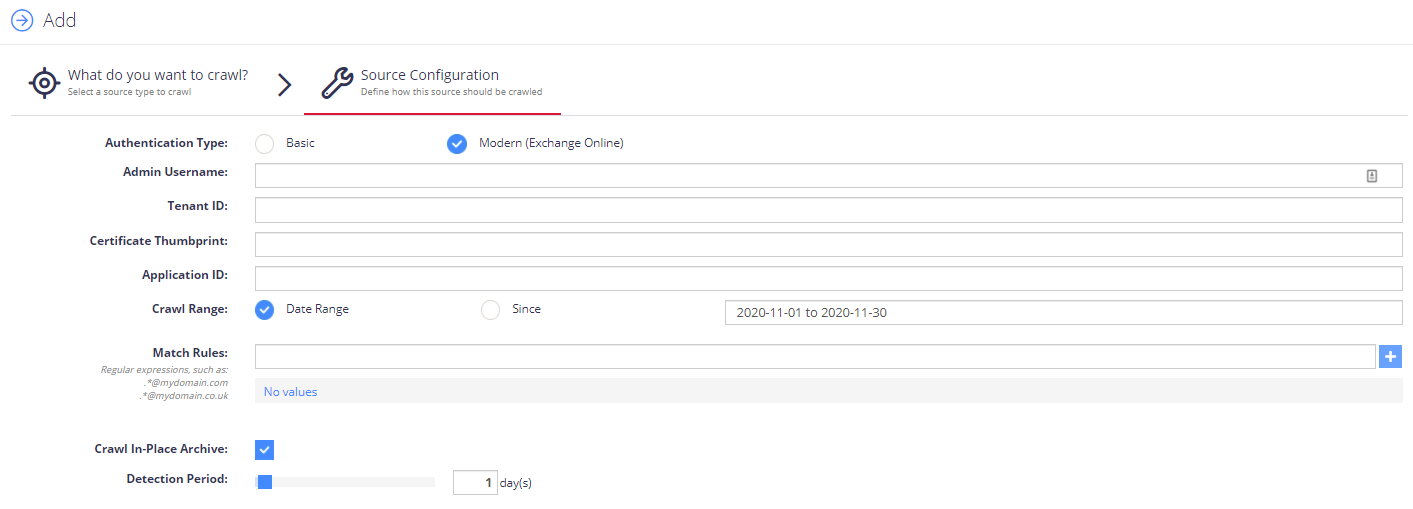 Add
What do you want to crawl?
Select a source type to crawl
Source Configuration
Define how this source should be crawled
Authentication Type: Basic Modern (Exchange Online)
Admin Username:
Tenant ID:
Certificate Thumbprint:
Application ID:
Crawl Range: Date Range Since 2020-11-01 to 2020-11-30
Match Rules:
Regular expressions, such as:
.*@mydomain.com
.*@mydomain.co.uk
No values
Crawl In-Place Archive:
Detection Period: 1 day(s)